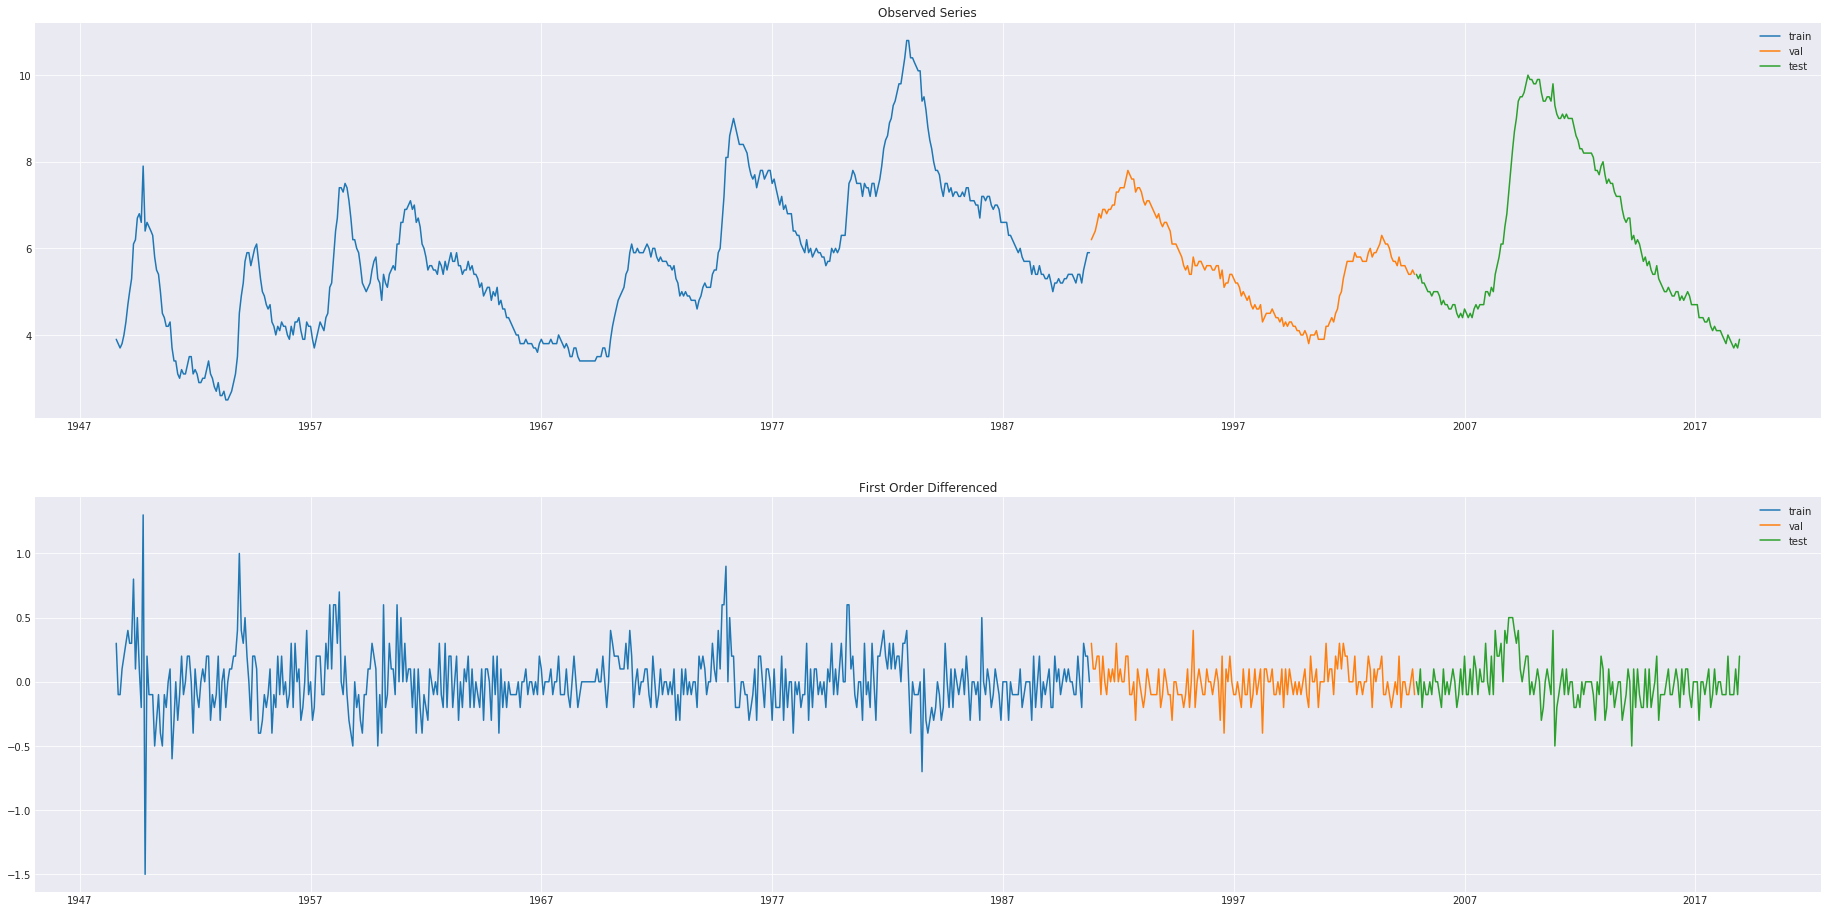 Observed Series
train
val
test
10
8
6
4
1947 1957 1967 1977 1987 1997 2007 2017
First Order Differenced
train
val
test
1.0
0.5
0.0
−0.5
−1.0
−1.5
1947 1957 1967 1977 1987 1997 2007 2017